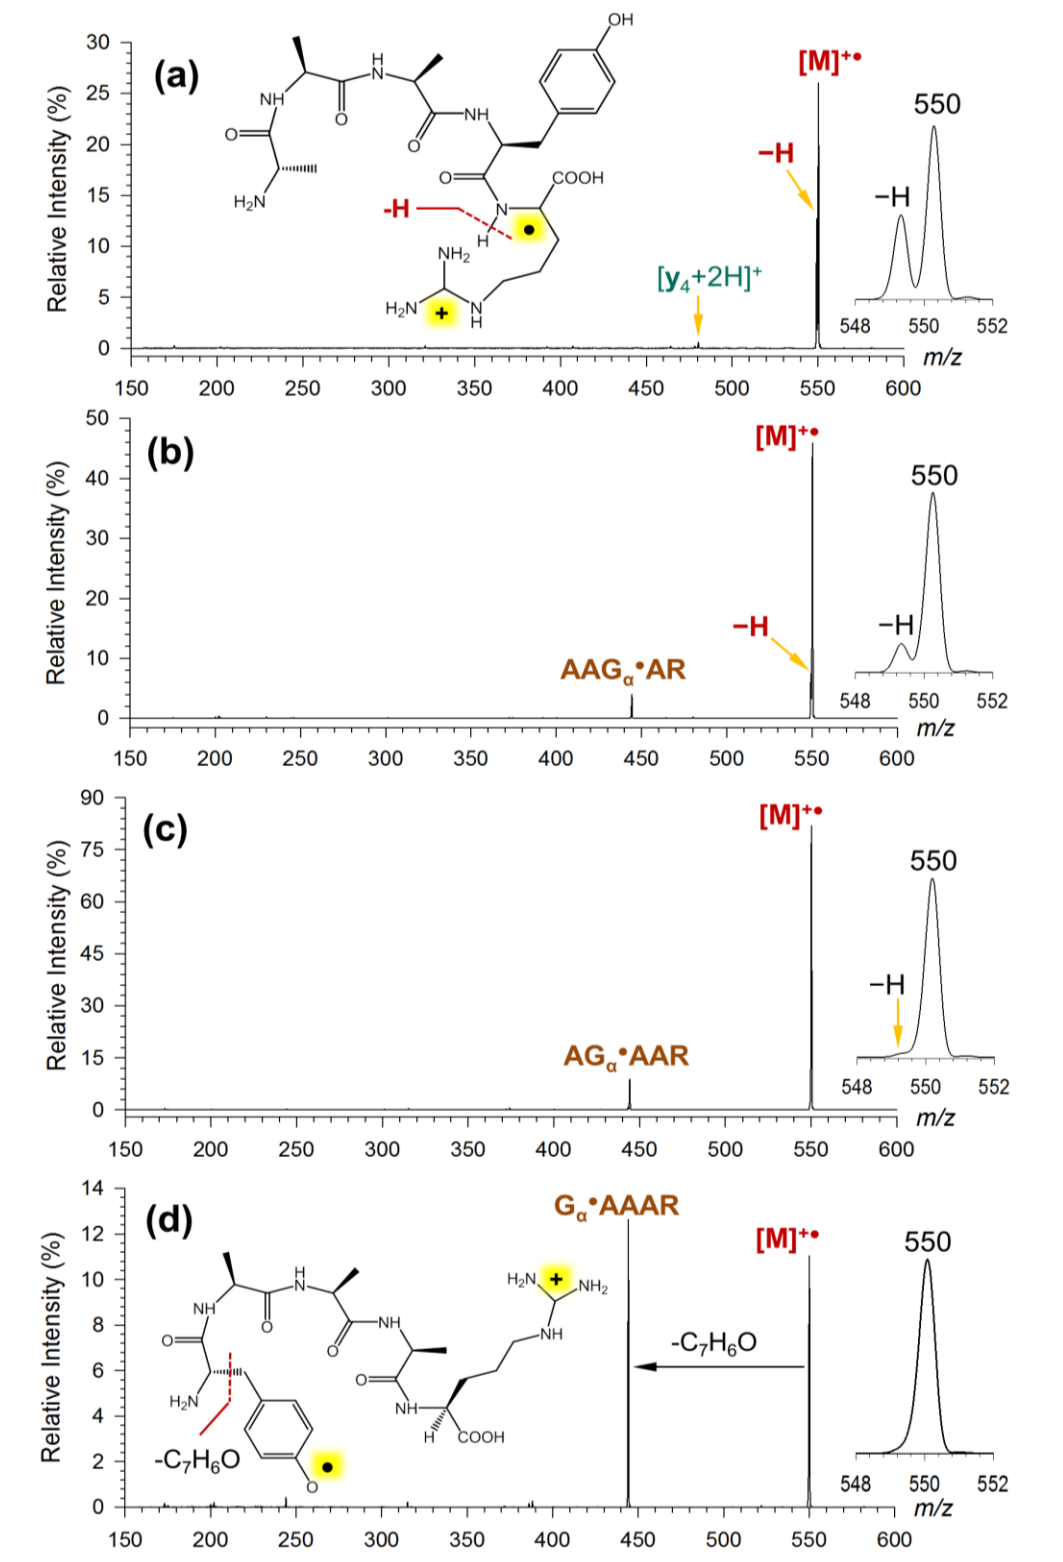 (a)
Relative Intensity (%)
30
25
20
15
10
5
0
OH
H
N
NH
O
O
NH
O
H₂N
O
COOH
-H
N
H
NH₂
H₂N
+
N
H
[y₄+2H]⁺
[M]⁺•
–H
550
–H
548 550 552
m/z
150 200 250 300 350 400 450 500 550 600
(b)
Relative Intensity (%)
50
40
30
20
10
0
AAGα•AR
[M]⁺•
–H
550
–H
548 550 552
m/z
150 200 250 300 350 400 450 500 550 600
(c)
Relative Intensity (%)
90
75
60
45
30
15
0
AGα•AAR
[M]⁺•
550
–H
548 550 552
m/z
150 200 250 300 350 400 450 500 550 600
(d)
Relative Intensity (%)
14
12
10
8
6
4
2
0
Gα•AAAR
[M]⁺•
550
H
N
NH
O
O
O
NH
H₂N
+
NH₂
NH
O
NH
H
COOH
H₂N
-C₇H₆O
O
-C₇H₆O
548 550 552
m/z
150 200 250 300 350 400 450 500 550 600